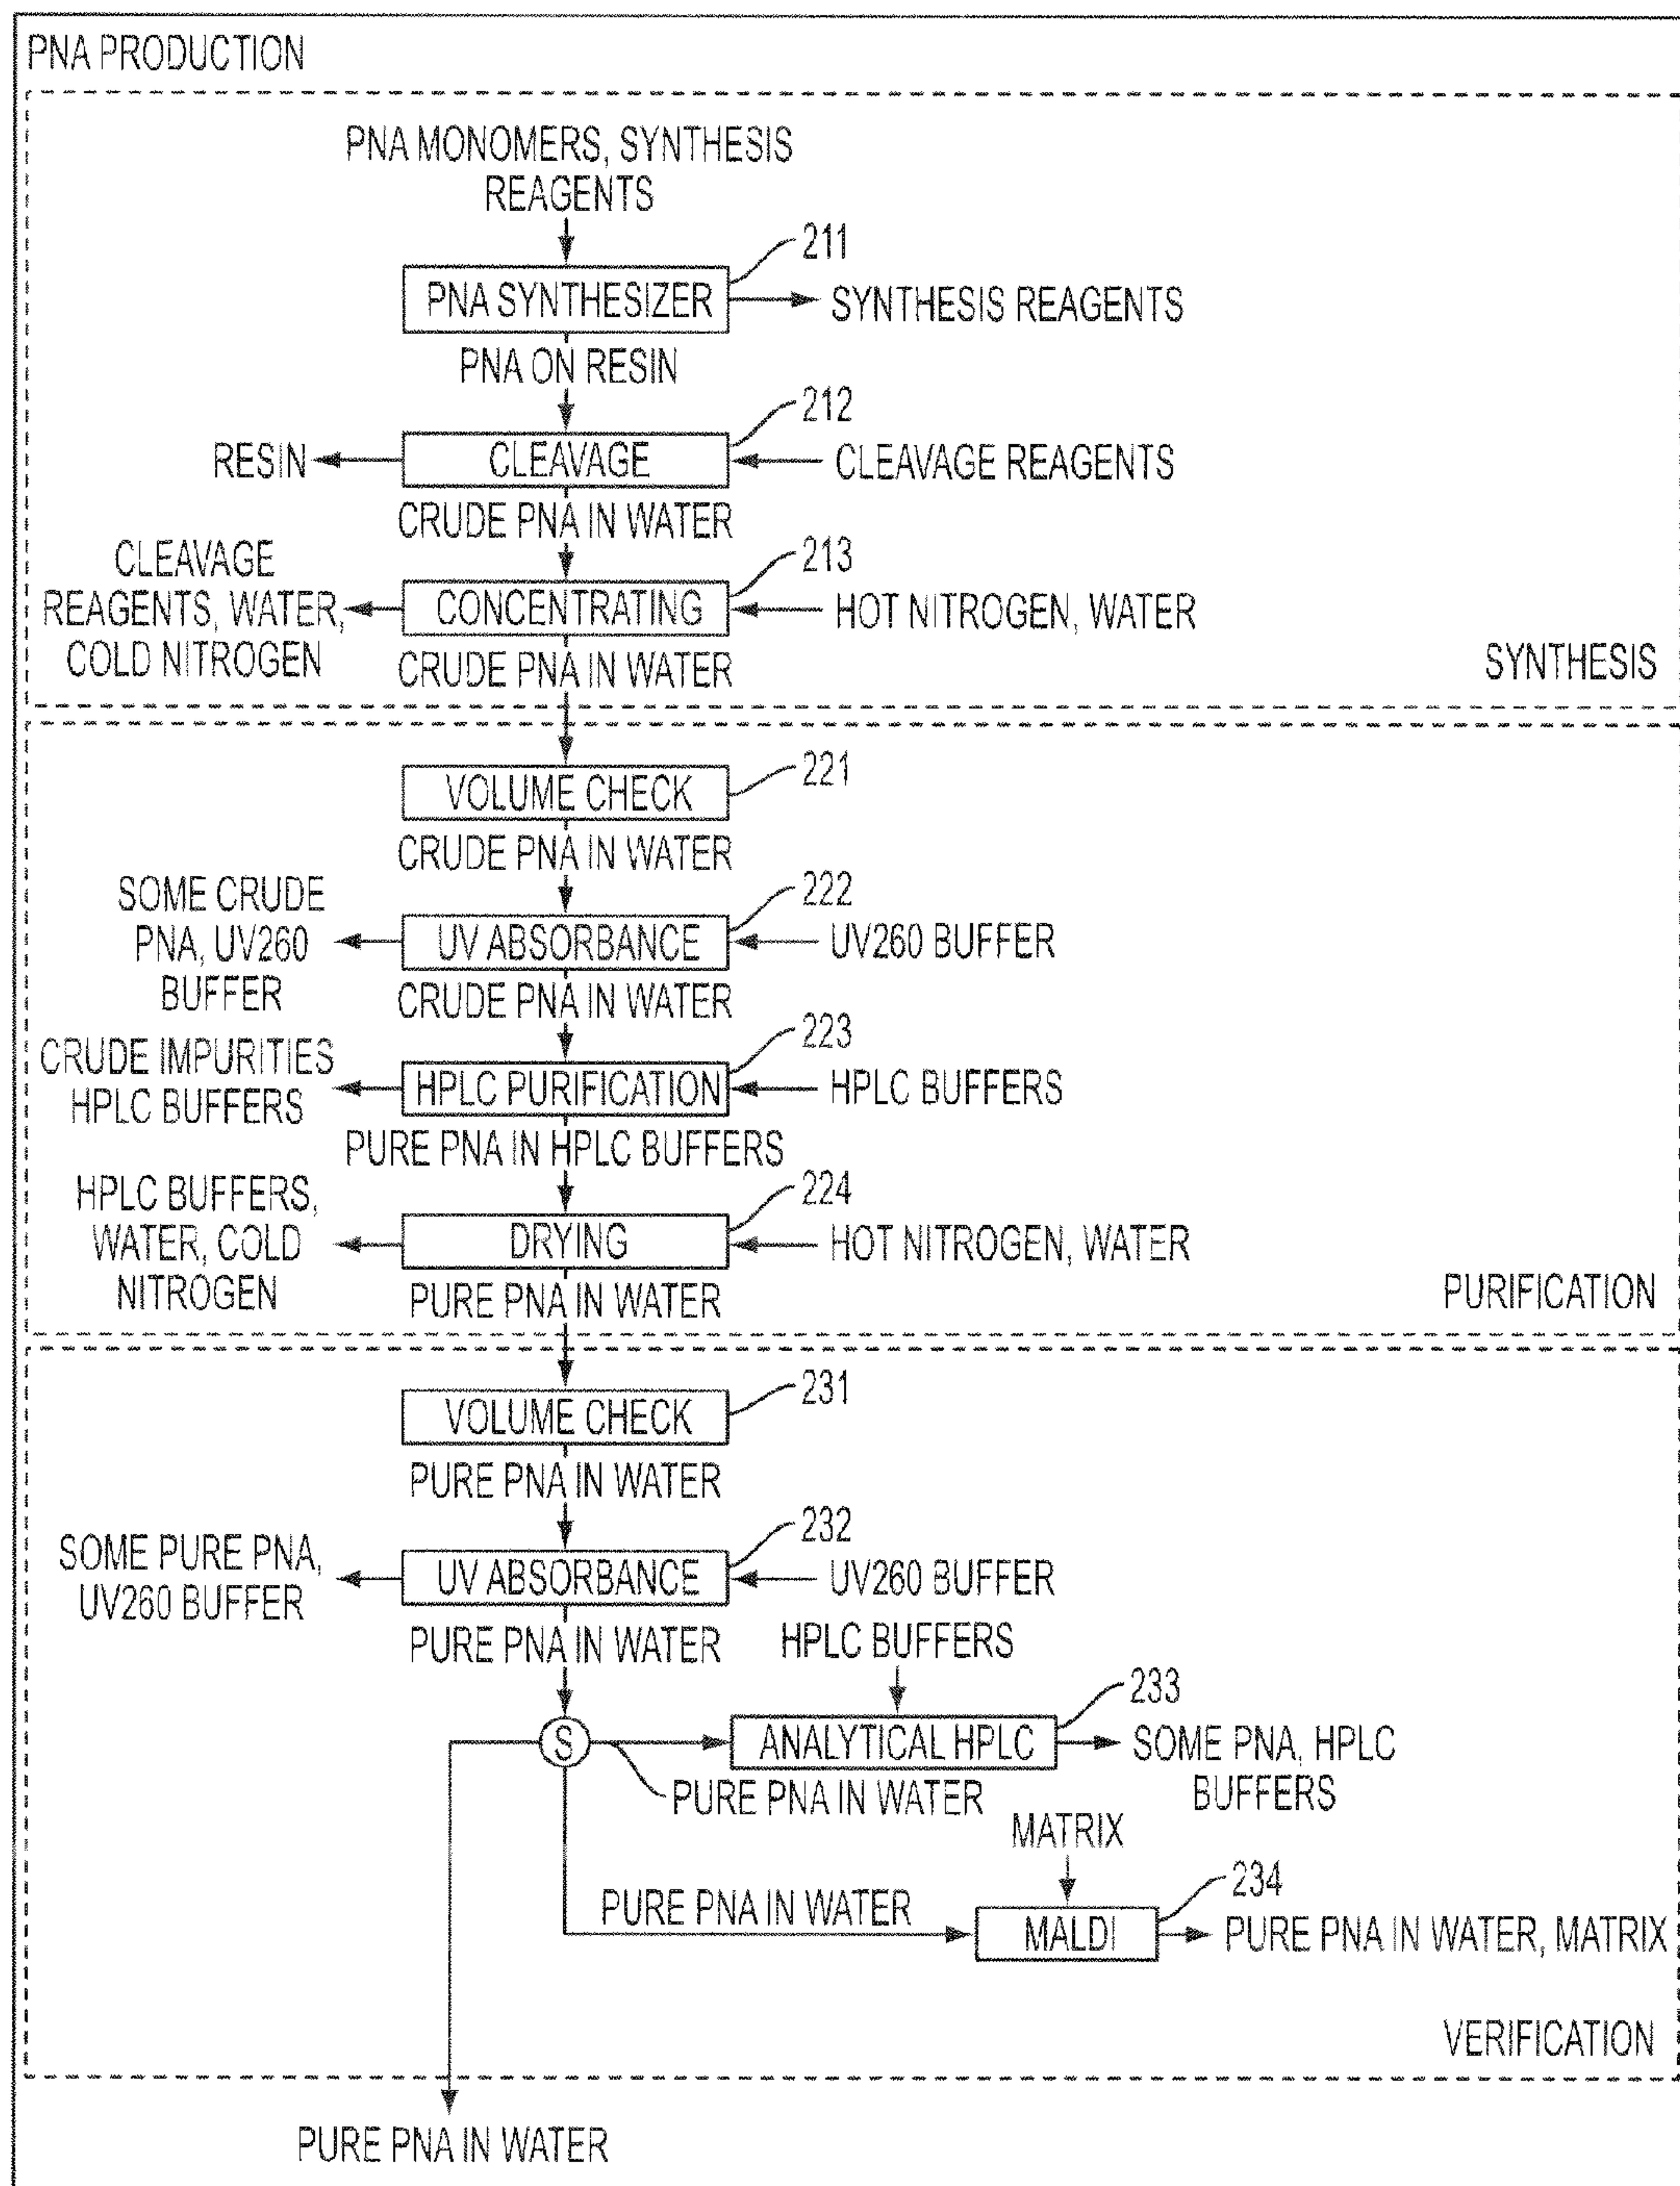 PNA PRODUCTION
PNA MONOMERS, SYNTHESIS
REAGENTS
211
PNA SYNTHESIZER
SYNTHESIS REAGENTS
PNA ON RESIN
212
RESIN
CLEAVAGE
CLEAVAGE REAGENTS
CRUDE PNA IN WATER
213
CLEAVAGE
REAGENTS, WATER,
COLD NITROGEN
CONCENTRATING
HOT NITROGEN, WATER
CRUDE PNA IN WATER
SYNTHESIS
221
VOLUME CHECK
CRUDE PNA IN WATER
222
SOME CRUDE
PNA, UV260
BUFFER
UV ABSORBANCE
UV260 BUFFER
CRUDE PNA IN WATER
223
CRUDE IMPURITIES
HPLC BUFFERS
HPLC PURIFICATION
HPLC BUFFERS
PURE PNA IN HPLC BUFFERS
224
HPLC BUFFERS,
WATER, COLD
NITROGEN
DRYING
HOT NITROGEN, WATER
PURE PNA IN WATER
PURIFICATION
231
VOLUME CHECK
PURE PNA IN WATER
232
SOME PURE PNA,
UV260 BUFFER
UV ABSORBANCE
UV260 BUFFER
PURE PNA IN WATER
HPLC BUFFERS
233
S
ANALYTICAL HPLC
SOME PNA, HPLC
BUFFERS
PURE PNA IN WATER
MATRIX
234
PURE PNA IN WATER
MALDI
PURE PNA IN WATER, MATRIX
VERIFICATION
PURE PNA IN WATER